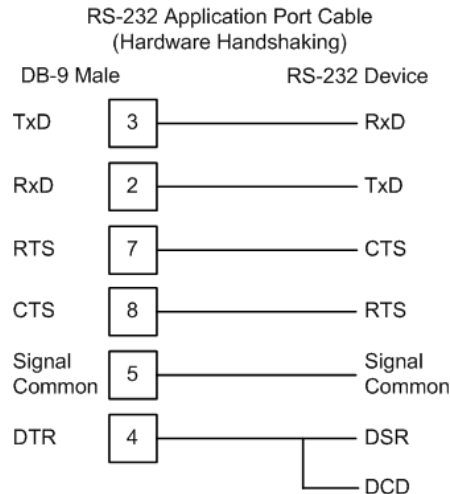 RS-232 Application Port Cable
(Hardware Handshaking)
DB-9 Male RS-232 Device
TxD 3 RxD
RxD 2 TxD
RTS 7 CTS
CTS 8 RTS
Signal Common 5 Signal Common
DTR 4 DSR
DCD